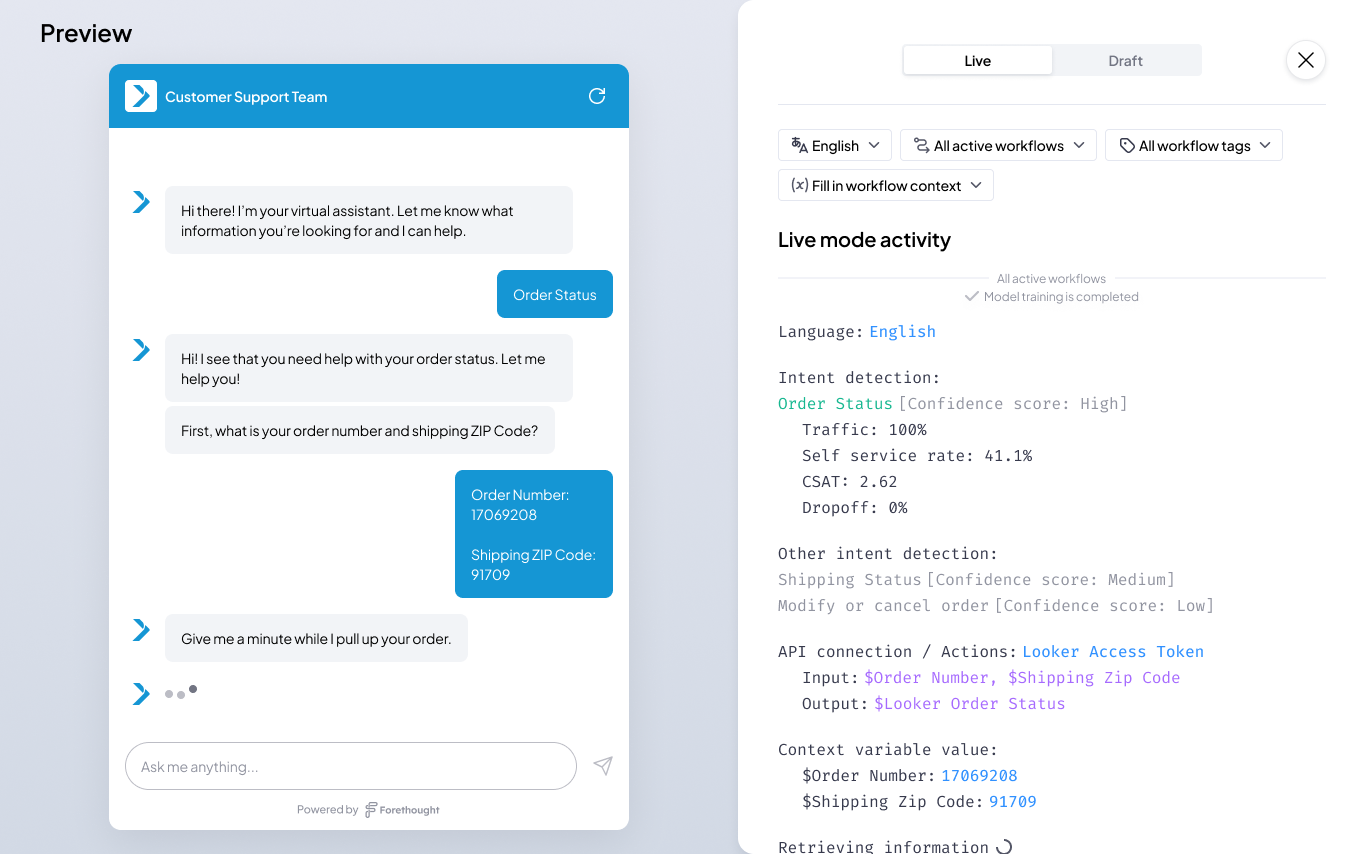 Preview
Customer Support Team
Hi there! I'm your virtual assistant. Let me know what
information you're looking for and I can help.
Order Status
Hi! I see that you need help with your order status. Let me
help you!
First, what is your order number and shipping ZIP Code?
Order Number:
17069208
Shipping ZIP Code:
91709
Give me a minute while I pull up your order.
Ask me anything...
Powered by Forethought
Live Draft
English All active workflows All workflow tags
(x) Fill in workflow context
Live mode activity
All active workflows
Model training is completed
Language: English
Intent detection:
Order Status [Confidence score: High]
Traffic: 100%
Self service rate: 41.1%
CSAT: 2.62
Dropoff: 0%
Other intent detection:
Shipping Status [Confidence score: Medium]
Modify or cancel order [Confidence score: Low]
API connection / Actions: Looker Access Token
Input: $Order Number, $Shipping Zip Code
Output: $Looker Order Status
Context variable value:
$Order Number: 17069208
$Shipping Zip Code: 91709
Retrieving information